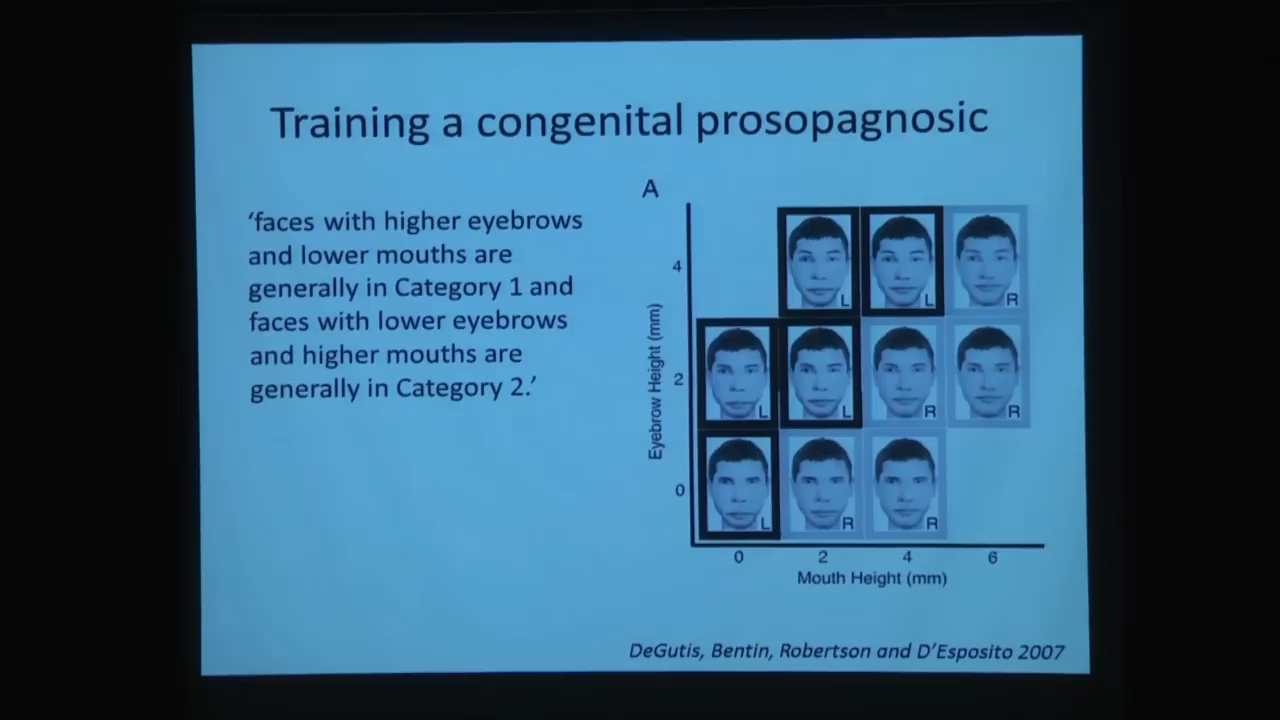 Training a congenital prosopagnosic
‘faces with higher eyebrows
and lower mouths are
generally in Category 1 and
faces with lower eyebrows
and higher mouths are
generally in Category 2.’
A
Eyebrow Height (mm)
4
L
L
R
2
L
L
R
R
0
L
R
R
0
2
4
6
Mouth Height (mm)
DeGutis, Bentin, Robertson and D’Esposito 2007